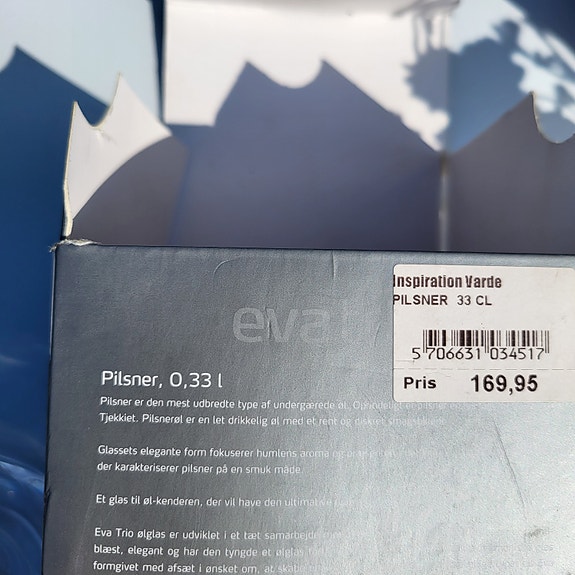 Inspiration Varde
PILSNER 33 CL
5 706631 034517
Pris 169,95
eva
Pilsner, 0,33 l
Pilsner er den mest udbredte type af undergærede øl. Oprindeligt
Tjekkiet. Pilsnerøl er en let drikkelig øl med et rent og diskret
Glassets elegante form fokuserer humlens aroma og
der karakteriserer pilsner på en smuk måde.
Et glas til øl-kenderen, der vil have den ultimative
Eva Trio ølglas er udviklet i et tæt samarbejde
blæst, elegant og har den tyngde et ølglas
formgivet med afsæt i ønsket om, at skabe